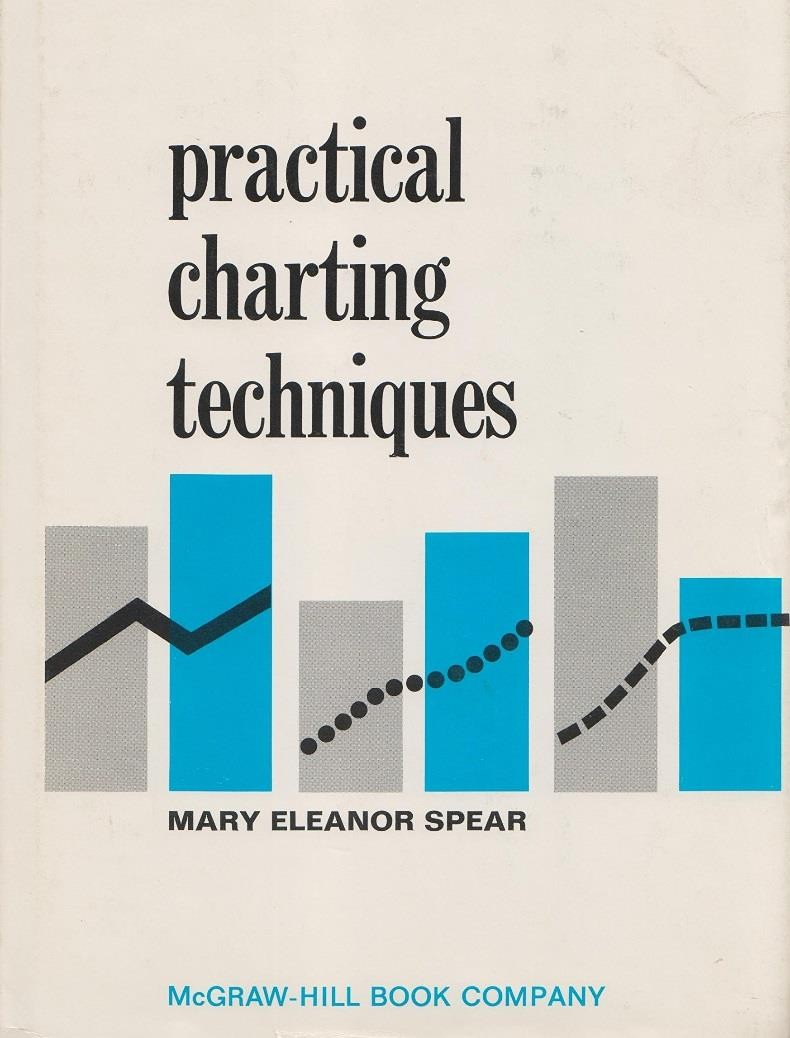 practical
charting
techniques
MARY ELEANOR SPEAR
McGRAW-HILL BOOK COMPANY